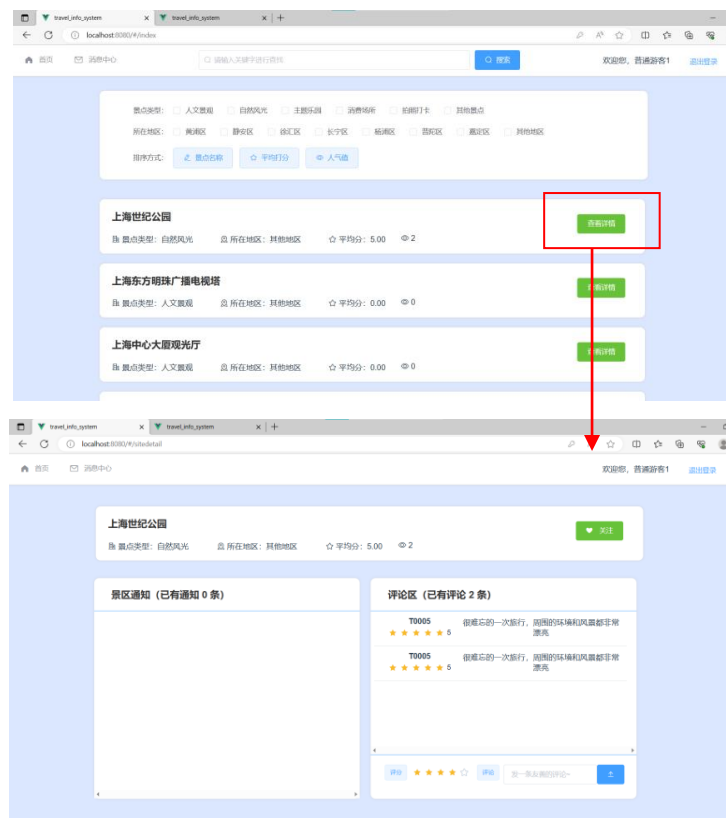 travel_info_system travel_info_system
localhost:8080/#/index
首页 消息中心 请输入关键字进行查找 搜索 欢迎您，普通游客1 退出登录
景点类型： 人文景观 自然风光 主题乐园 消费场所 拍照打卡 其他景点
所在地区： 黄浦区 静安区 徐汇区 长宁区 杨浦区 普陀区 嘉定区 其他地区
排序方式： 景点名称 平均打分 人气值
上海世纪公园
查看详情
景点类型：自然风光 所在地区：其他地区 平均分：5.00 2
上海东方明珠广播电视塔
查看详情
景点类型：人文景观 所在地区：其他地区 平均分：0.00 0
上海中心大厦观光厅
查看详情
景点类型：人文景观 所在地区：其他地区 平均分：0.00 0
travel_info_system travel_info_system
localhost:8080/#/sitedetail
首页 消息中心 欢迎您，普通游客1 退出登录
上海世纪公园
关注
景点类型：自然风光 所在地区：其他地区 平均分：5.00 2
景区通知（已有通知 0 条）
评论区（已有评论 2 条）
T0005 很难忘的一次旅行，周围的环境和风景都非常
5 漂亮
T0005 很难忘的一次旅行，周围的环境和风景都非常
5 漂亮
评分 评论 发一条友善的评论~